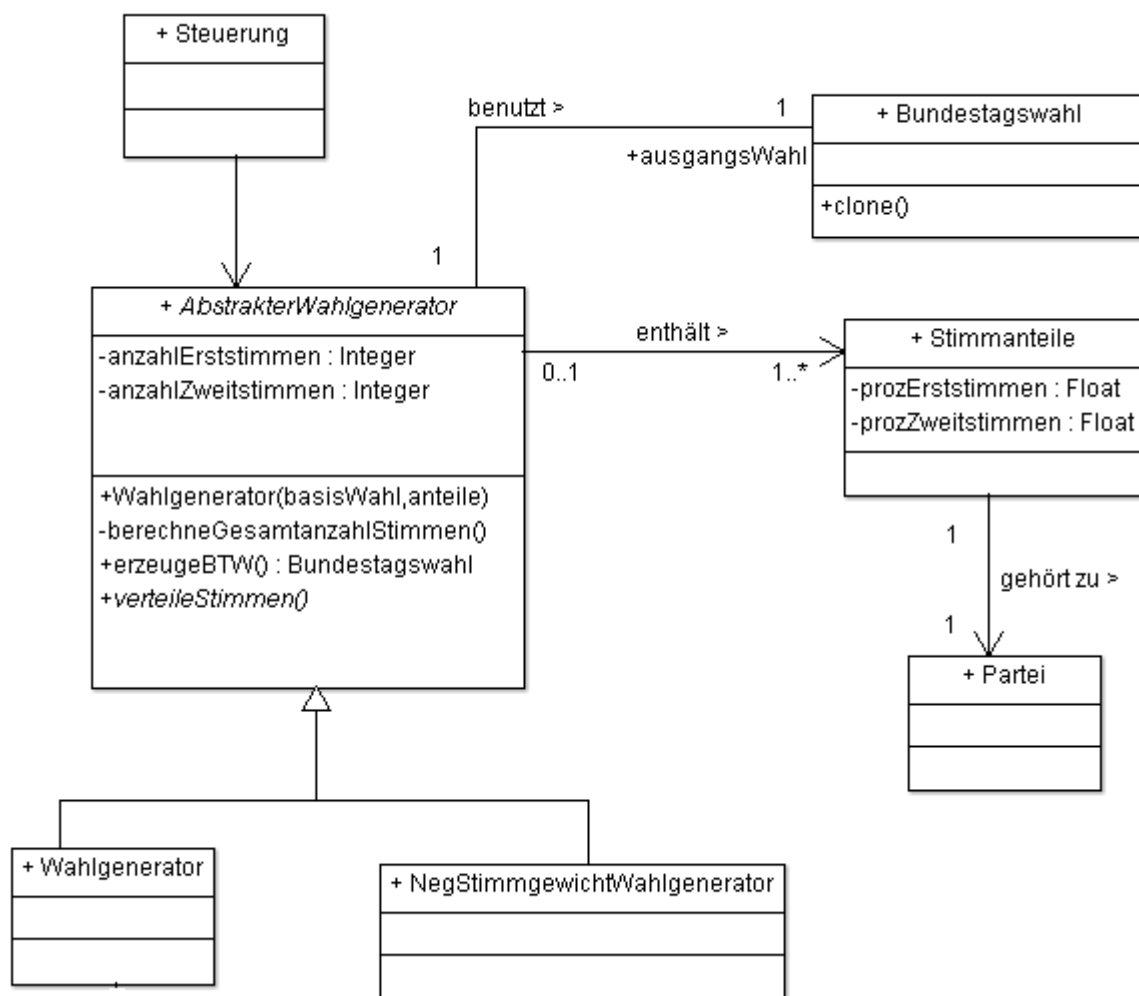 + Steuerung
benutzt >
1
+ausgangsWahl
+ Bundestagswahl
+clone()
1
+ AbstrakterWahlgenerator
-anzahlErststimmen : Integer
-anzahlZweitstimmen : Integer
+Wahlgenerator(basisWahl,anteile)
-berechneGesamtanzahlStimmen()
+erzeugeBTW() : Bundestagswahl
+verteileStimmen()
enthält >
0..1
1..*
+ Stimmanteile
-prozErststimmen : Float
-prozZweitstimmen : Float
1
gehört zu >
1
+ Partei
+ Wahlgenerator
+ NegStimmgewichtWahlgenerator